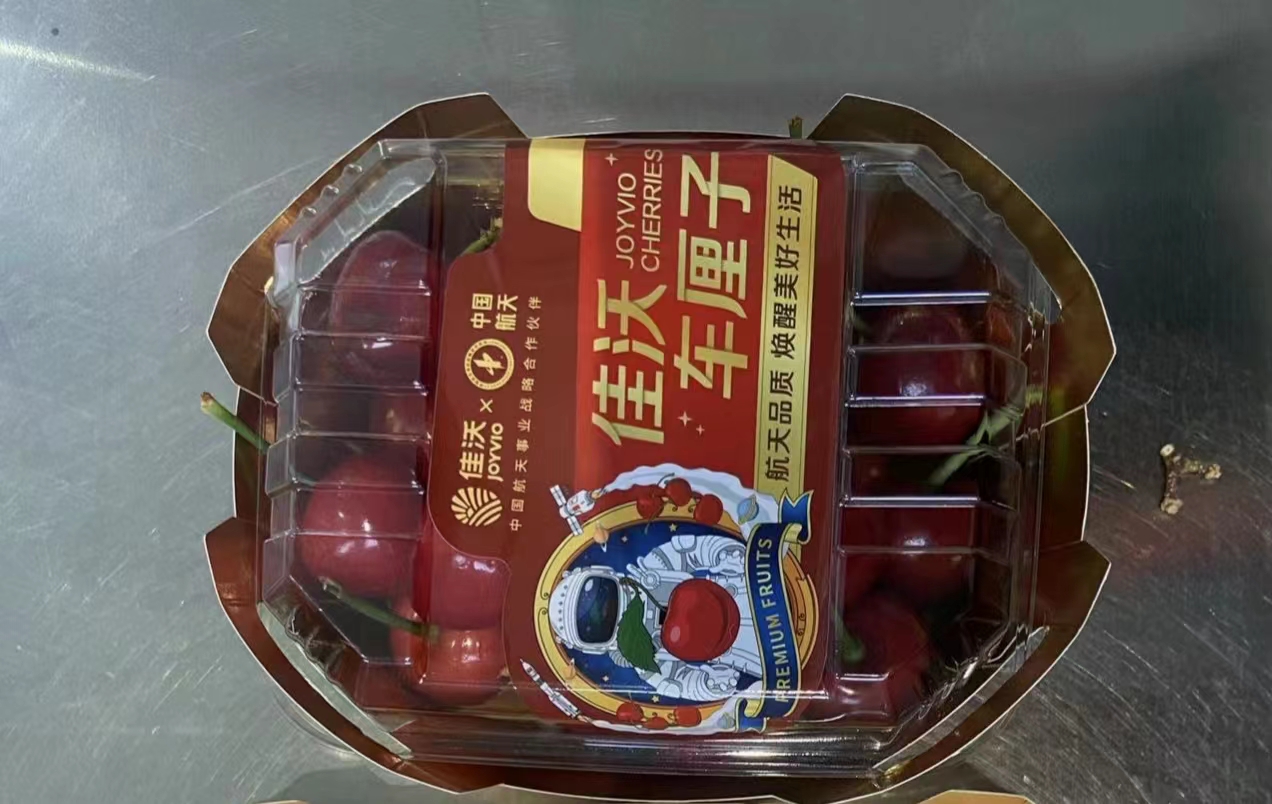 佳沃
JOYVIO
×
中国
航天
中国航天事业战略合作伙伴
佳沃
JOYVIO
CHERRIES
车厘子
航天品质 焕醒美好生活
PREMIUM FRUITS